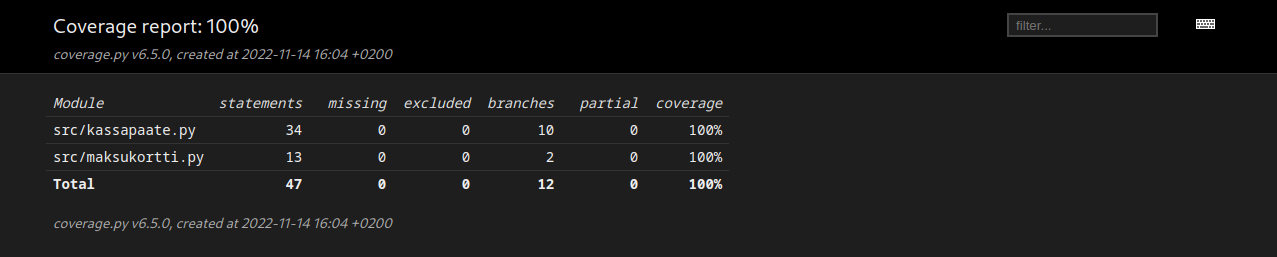 Coverage report: 100%
filter...
coverage.py v6.5.0, created at 2022-11-14 16:04 +0200
Module statements missing excluded branches partial coverage
src/kassapaate.py 34 0 0 10 0 100%
src/maksukortti.py 13 0 0 2 0 100%
Total 47 0 0 12 0 100%
coverage.py v6.5.0, created at 2022-11-14 16:04 +0200